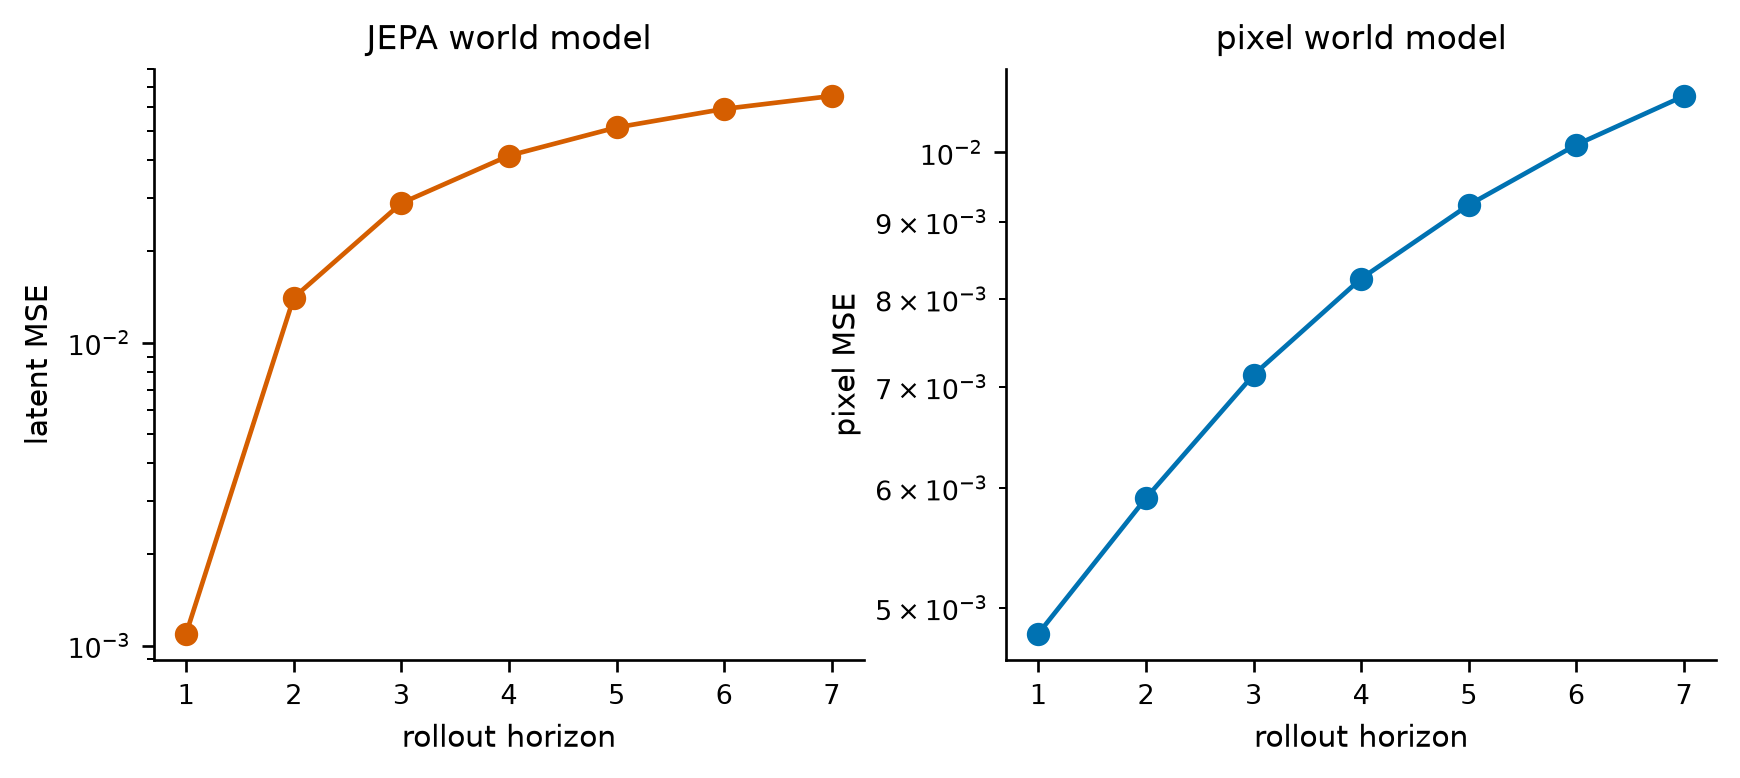 JEPA world model
latent MSE
10⁻²
10⁻³
1 2 3 4 5 6 7
rollout horizon
pixel world model
pixel MSE
10⁻²
9 × 10⁻³
8 × 10⁻³
7 × 10⁻³
6 × 10⁻³
5 × 10⁻³
1 2 3 4 5 6 7
rollout horizon